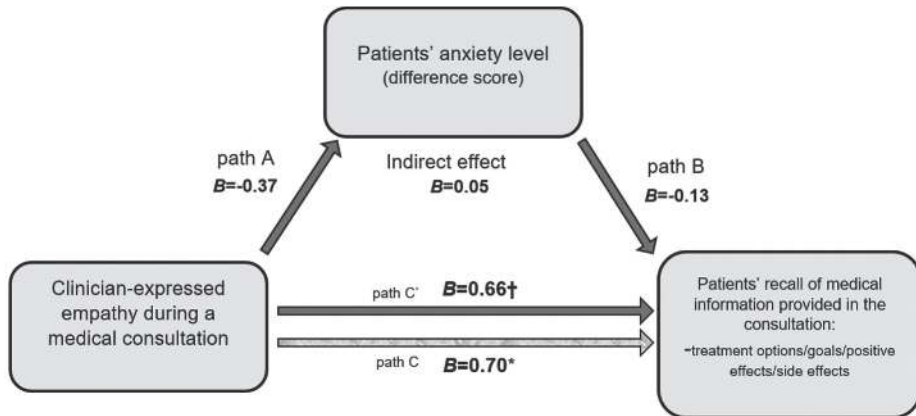 Patients' anxiety level
(difference score)
path A
B=-0.37
Indirect effect
B=0.05
path B
B=-0.13
Clinician-expressed
empathy during a
medical consultation
path C' B=0.66†
path C B=0.70*
Patients' recall of medical
information provided in the
consultation:
-treatment options/goals/positive
effects/side effects